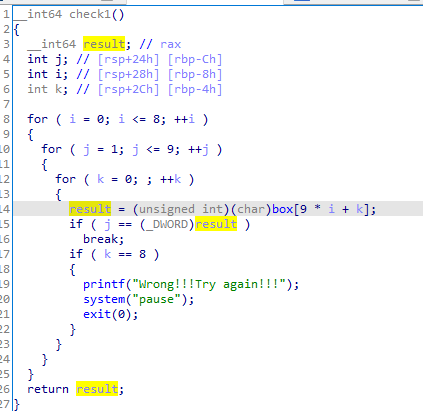 1 __int64 check1()
2 {
3 __int64 result; // rax
4 int j; // [rsp+24h] [rbp-Ch]
5 int i; // [rsp+28h] [rbp-8h]
6 int k; // [rsp+2Ch] [rbp-4h]
7
8 for ( i = 0; i <= 8; ++i )
9 {
10 for ( j = 1; j <= 9; ++j )
11 {
12 for ( k = 0; ; ++k )
13 {
14 result = (unsigned int)(char)box[9 * i + k];
15 if ( j == (_DWORD)result )
16 break;
17 if ( k == 8 )
18 {
19 printf("Wrong!!!Try again!!!");
20 system("pause");
21 exit(0);
22 }
23 }
24 }
25 }
26 return result;
27 }